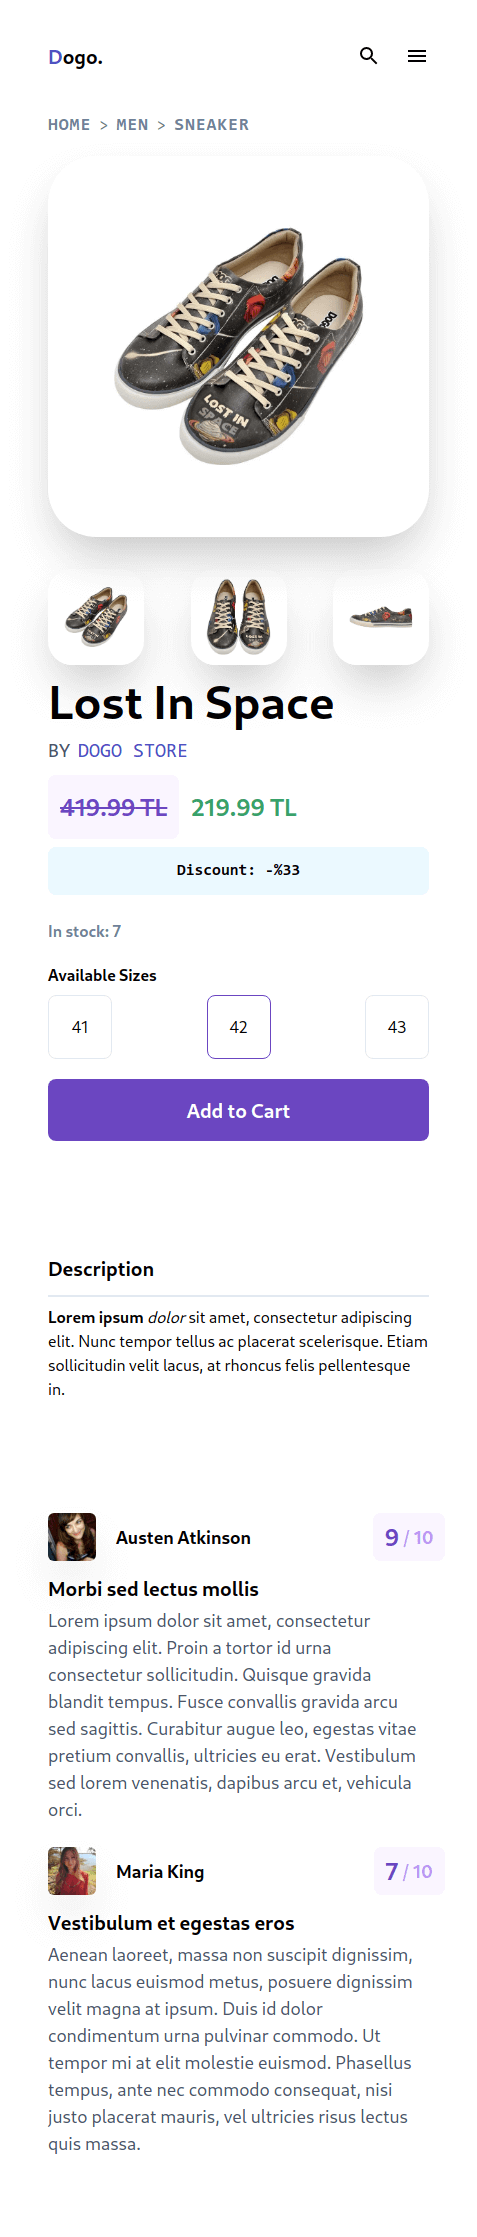 Dogo.
HOME > MEN > SNEAKER
LOST IN
SPACE
Lost In Space
BY DOGO STORE
419.99 TL 219.99 TL
Discount: -%33
In stock: 7
Available Sizes
41 42 43
Add to Cart
Description
Lorem ipsum dolor sit amet, consectetur adipiscing
elit. Nunc tempor tellus ac placerat scelerisque. Etiam
sollicitudin velit lacus, at rhoncus felis pellentesque
in.
Austen Atkinson 9 / 10
Morbi sed lectus mollis
Lorem ipsum dolor sit amet, consectetur
adipiscing elit. Proin a tortor id urna
consectetur sollicitudin. Quisque gravida
blandit tempus. Fusce convallis gravida arcu
sed sagittis. Curabitur augue leo, egestas vitae
pretium convallis, ultricies eu erat. Vestibulum
sed lorem venenatis, dapibus arcu et, vehicula
orci.
Maria King 7 / 10
Vestibulum et egestas eros
Aenean laoreet, massa non suscipit dignissim,
nunc lacus euismod metus, posuere dignissim
velit magna at ipsum. Duis id dolor
condimentum urna pulvinar commodo. Ut
tempor mi at elit molestie euismod. Phasellus
tempus, ante nec commodo consequat, nisi
justo placerat mauris, vel ultricies risus lectus
quis massa.